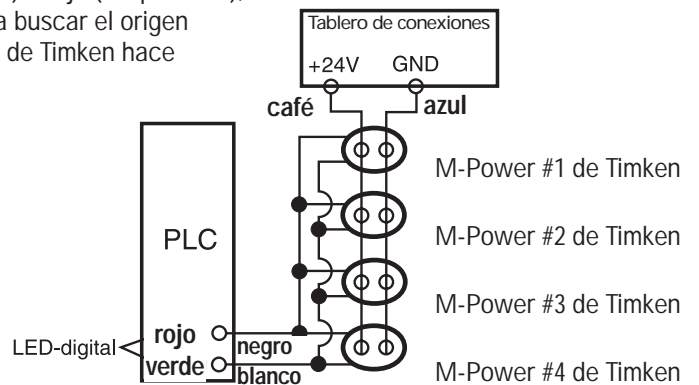 a buscar el origen
de Timken hace
Tablero de conexiones
+24V GND
café azul
M-Power #1 de Timken
M-Power #2 de Timken
PLC
M-Power #3 de Timken
rojo
LED-digital
negro
verde
blanco
M-Power #4 de Timken